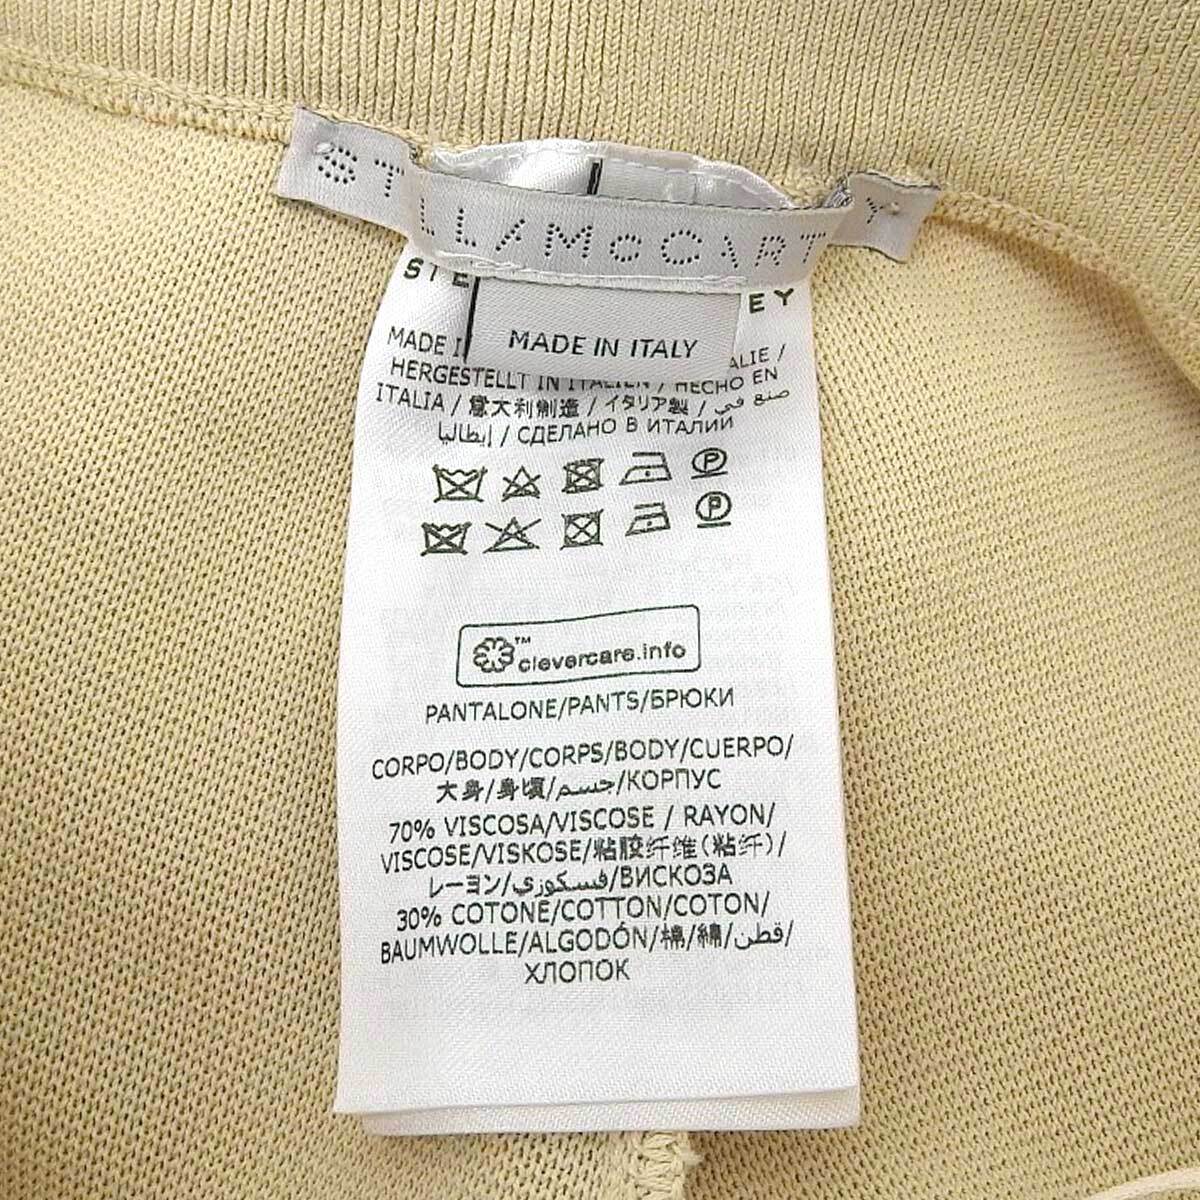 STELLA McCARTNEY
STE EY
MADE IN ITALY
MADE I ALIE /
HERGESTELLT IN ITALIEN / HECHO EN
ITALIA / 意大利制造 / イタリア製 / صنع في
إيطاليا / СДЕЛАНО В ИТАЛИИ
P
P
™ clevercare.info
PANTALONE/PANTS/БРЮКИ
CORPO/BODY/CORPS/BODY/CUERPO/
大身/身頃/جسم/КОРПУС
70% VISCOSA/VISCOSE / RAYON/
VISCOSE/VISKOSE/粘胶纤维(粘纤)/
レーヨン/فسكوزي/ВИСКОЗА
30% COTONE/COTTON/COTON/
BAUMWOLLE/ALGODÓN/棉/綿/قطن/
ХЛОПОК